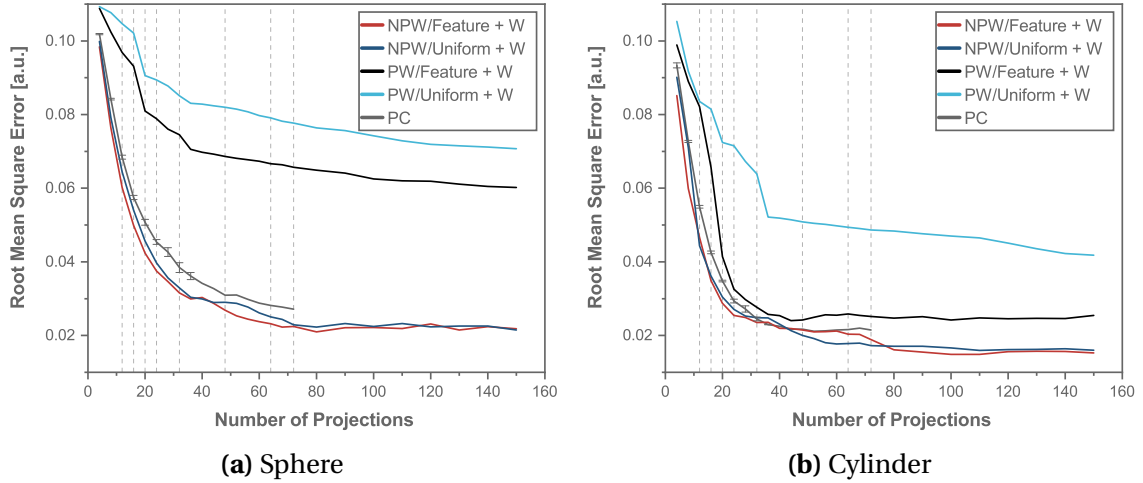 NPW/Feature + W
NPW/Uniform + W
PW/Feature + W
PW/Uniform + W
PC
Root Mean Square Error [a.u.]
0.10
0.08
0.06
0.04
0.02
0 20 40 60 80 100 120 140 160
Number of Projections
(a) Sphere
NPW/Feature + W
NPW/Uniform + W
PW/Feature + W
PW/Uniform + W
PC
Root Mean Square Error [a.u.]
0.10
0.08
0.06
0.04
0.02
0 20 40 60 80 100 120 140 160
Number of Projections
(b) Cylinder